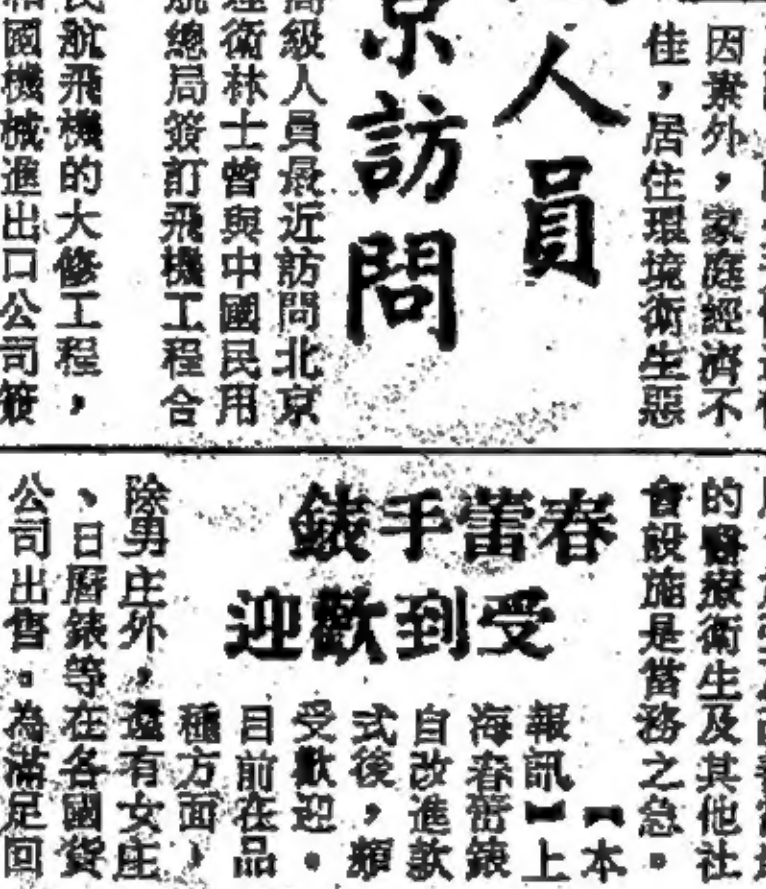 因素外，家庭經濟不
佳，居住環境衛生惡
人員
京訪問
高級人員最近訪問北京
衛林士曾與中國民用
航總局簽訂飛機工程合
民航飛機的大修工程，
和國機械進出口公司簽
的醫療衛生及其他社
會設施是當務之急。
春蕾手錶
受到歡迎
【本
報訊】上
海春蕾錶
自改進款
式後，頗
受歡迎。
目前在品
種方面，
除男庄外，還有女庄
、日曆錶等在各國貨
公司出售。為滿足回